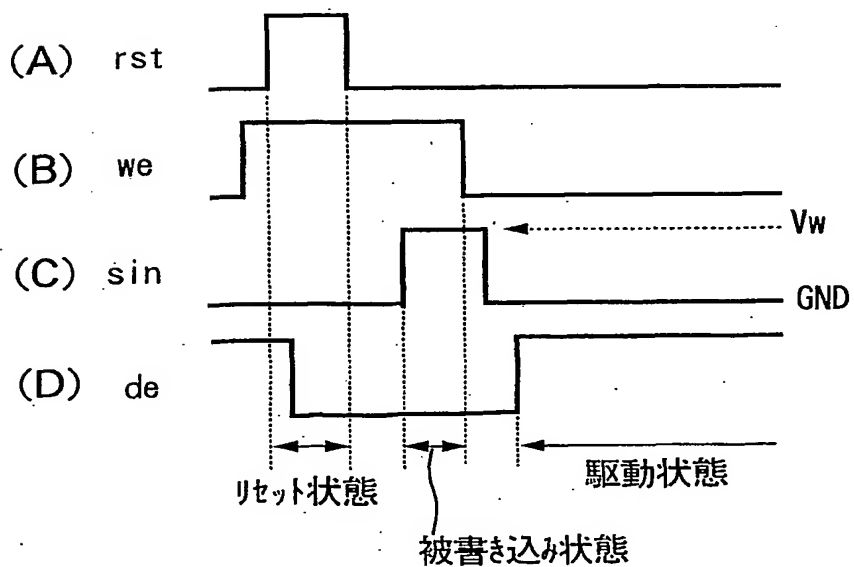 (A) rst
(B) we
Vw
(C) sin
GND
(D) de
リセット状態
駆動状態
被書き込み状態